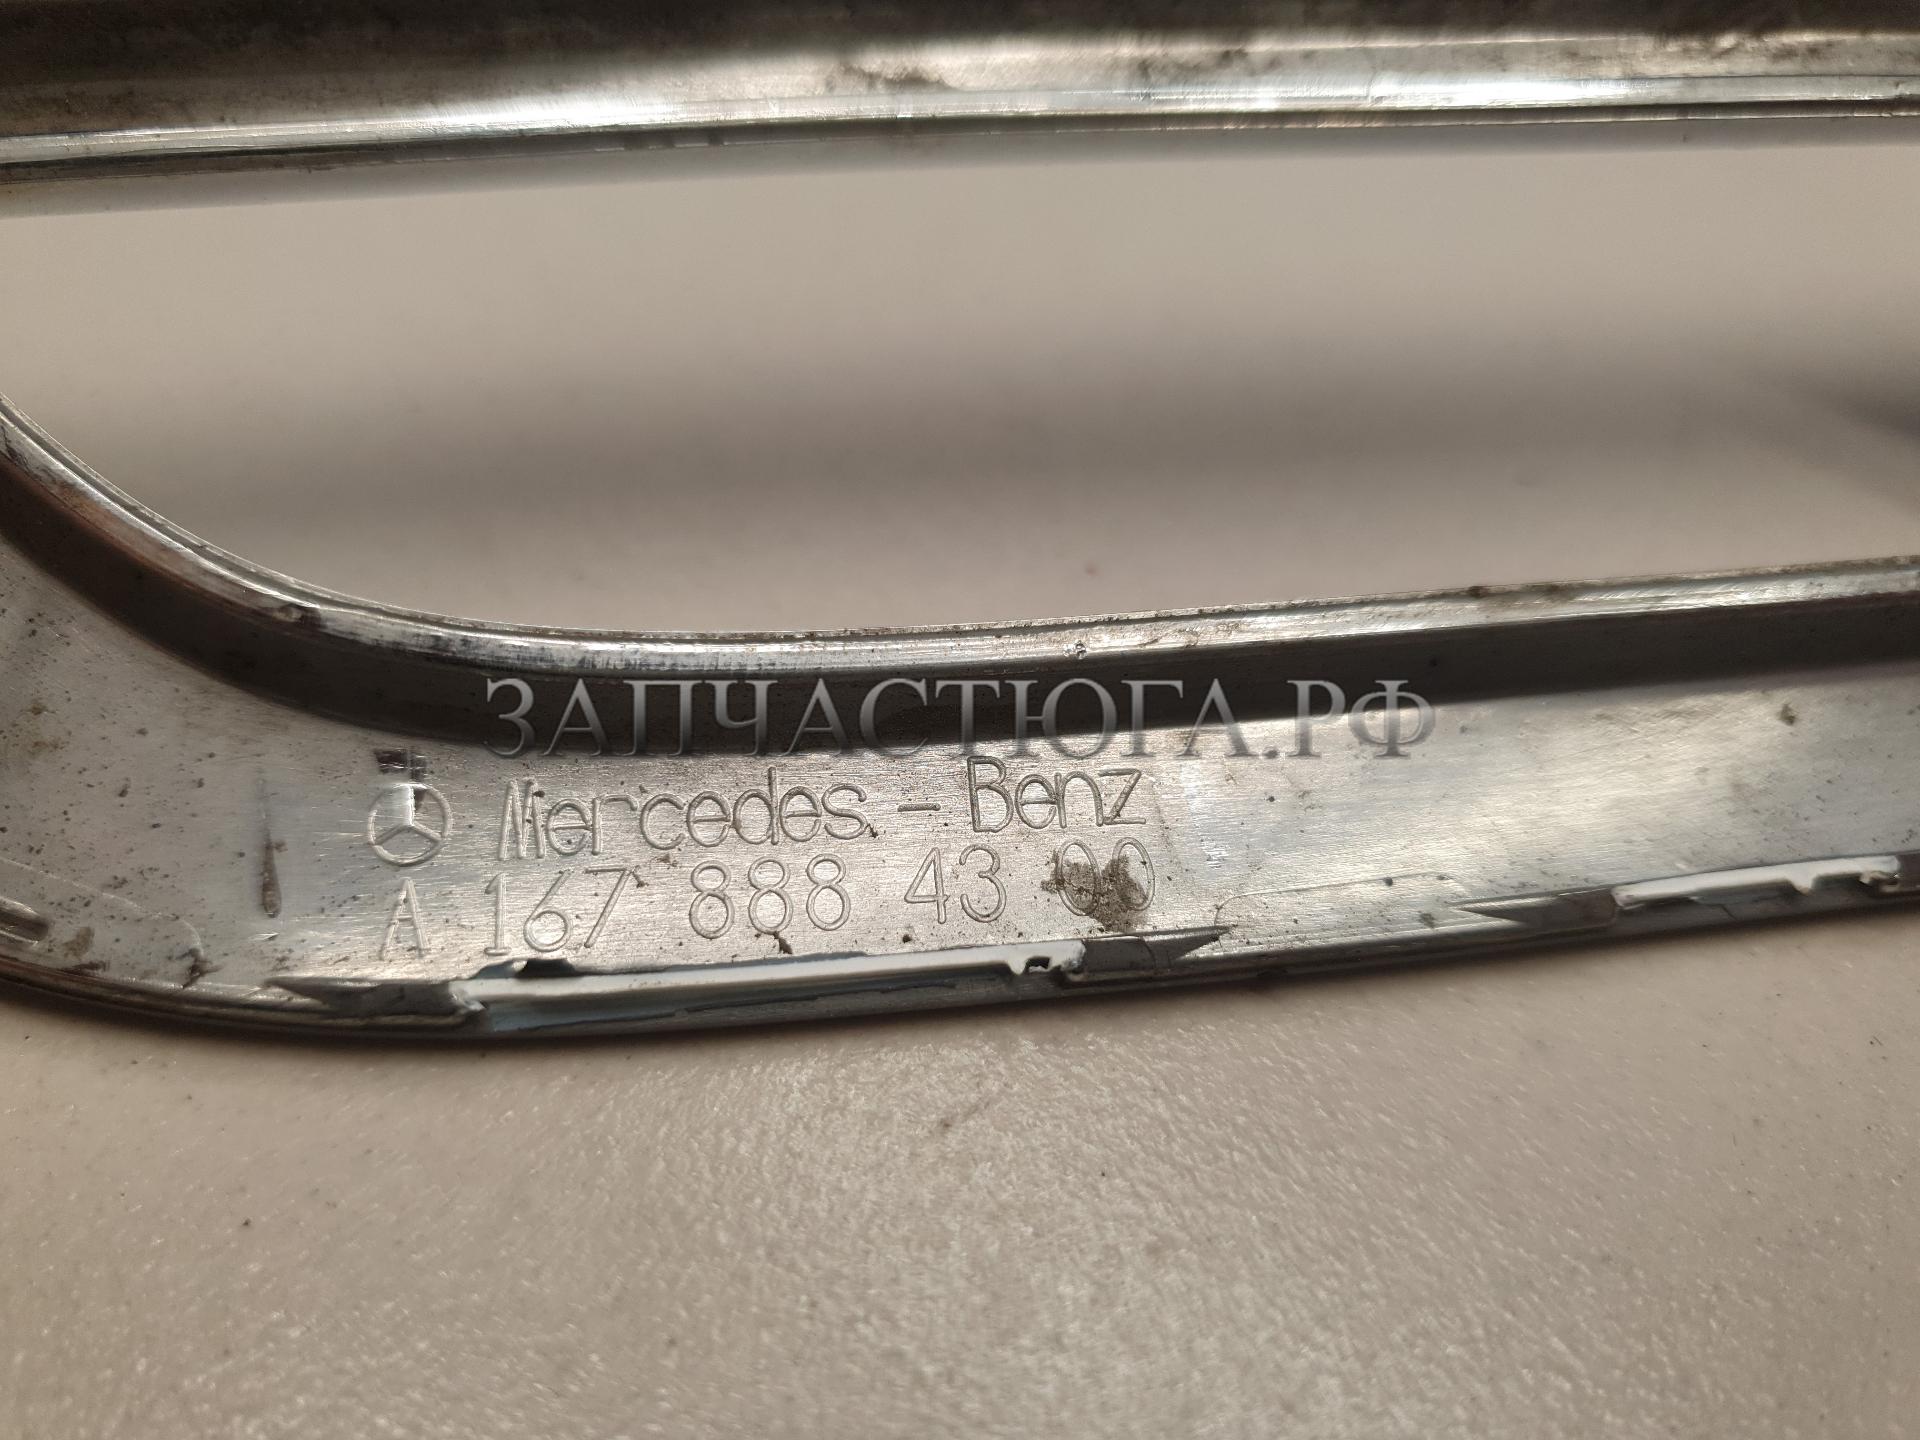 ЗАПЧАСТЮГА.РФ
Mercedes - Benz
A 167 888 43 00